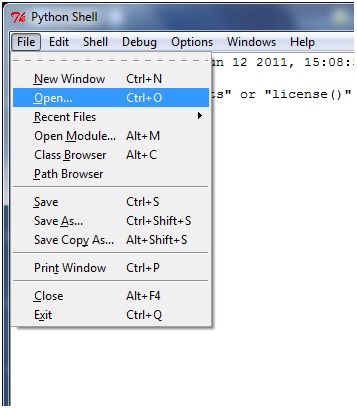 Python Shell
File Edit Shell Debug Options Windows Help
12 2011, 15:08:5
New Window Ctrl+N
Open... Ctrl+O
" or "license()"
Recent Files
Open Module... Alt+M
Class Browser Alt+C
Path Browser
Save Ctrl+S
Save As... Ctrl+Shift+S
Save Copy As... Alt+Shift+S
Print Window Ctrl+P
Close Alt+F4
Exit Ctrl+Q